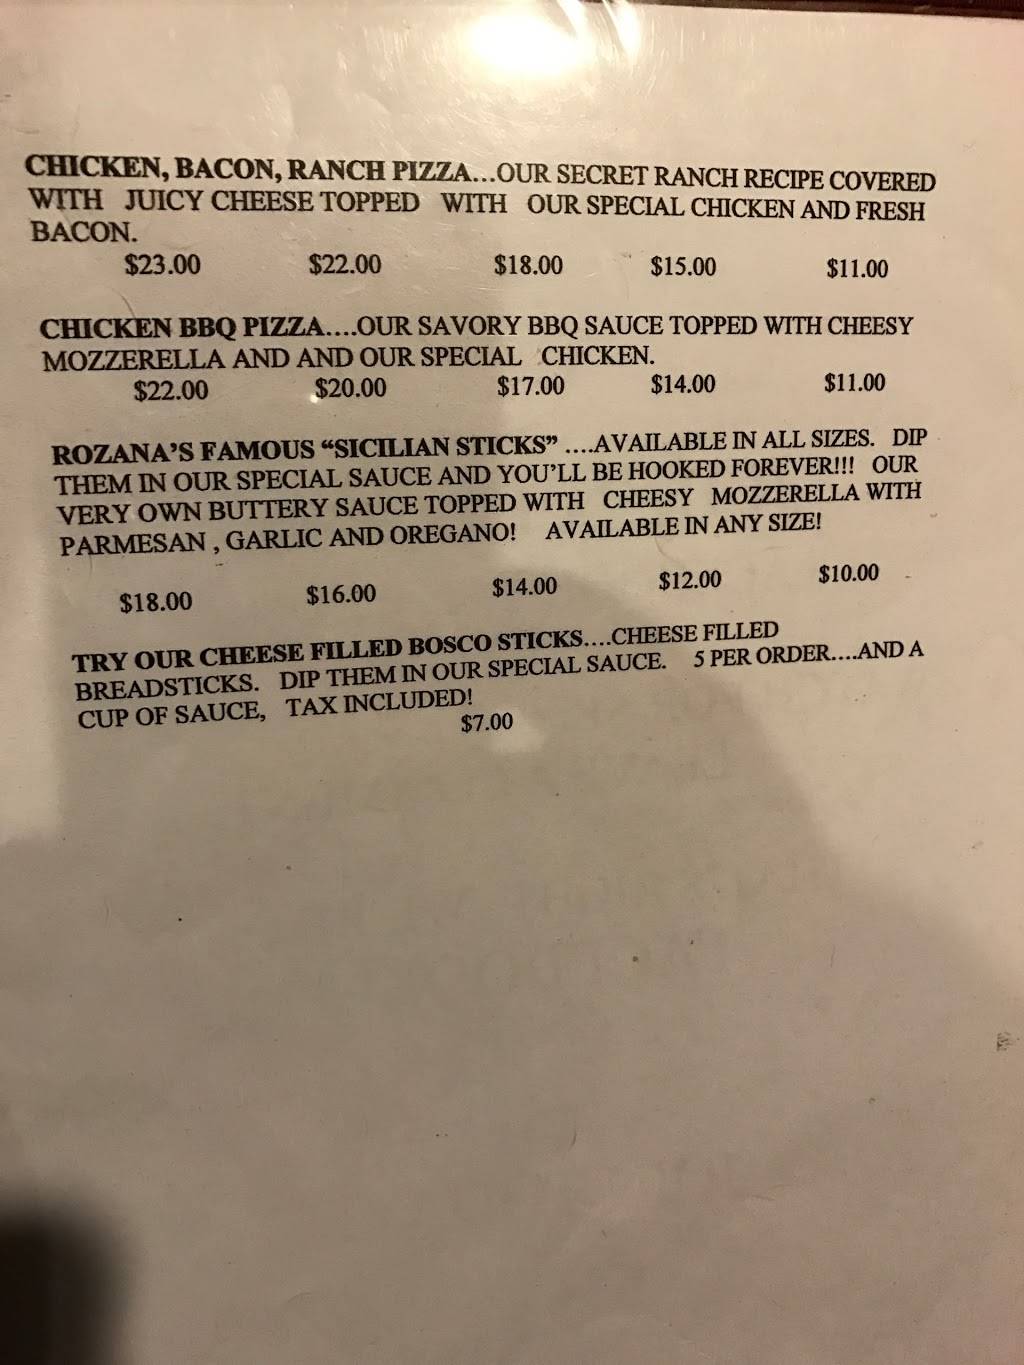 CHICKEN, BACON, RANCH PIZZA...OUR SECRET RANCH RECIPE COVERED
WITH JUICY CHEESE TOPPED WITH OUR SPECIAL CHICKEN AND FRESH
BACON.
$23.00 $22.00 $18.00 $15.00 $11.00
CHICKEN BBQ PIZZA....OUR SAVORY BBQ SAUCE TOPPED WITH CHEESY
MOZZERELLA AND AND OUR SPECIAL CHICKEN.
$22.00 $20.00 $17.00 $14.00 $11.00
ROZANA'S FAMOUS “SICILIAN STICKS” ....AVAILABLE IN ALL SIZES. DIP
THEM IN OUR SPECIAL SAUCE AND YOU'LL BE HOOKED FOREVER!!! OUR
VERY OWN BUTTERY SAUCE TOPPED WITH CHEESY MOZZERELLA WITH
PARMESAN , GARLIC AND OREGANO! AVAILABLE IN ANY SIZE!
$18.00 $16.00 $14.00 $12.00 $10.00
TRY OUR CHEESE FILLED BOSCO STICKS....CHEESE FILLED
BREADSTICKS. DIP THEM IN OUR SPECIAL SAUCE. 5 PER ORDER....AND A
CUP OF SAUCE, TAX INCLUDED!
$7.00